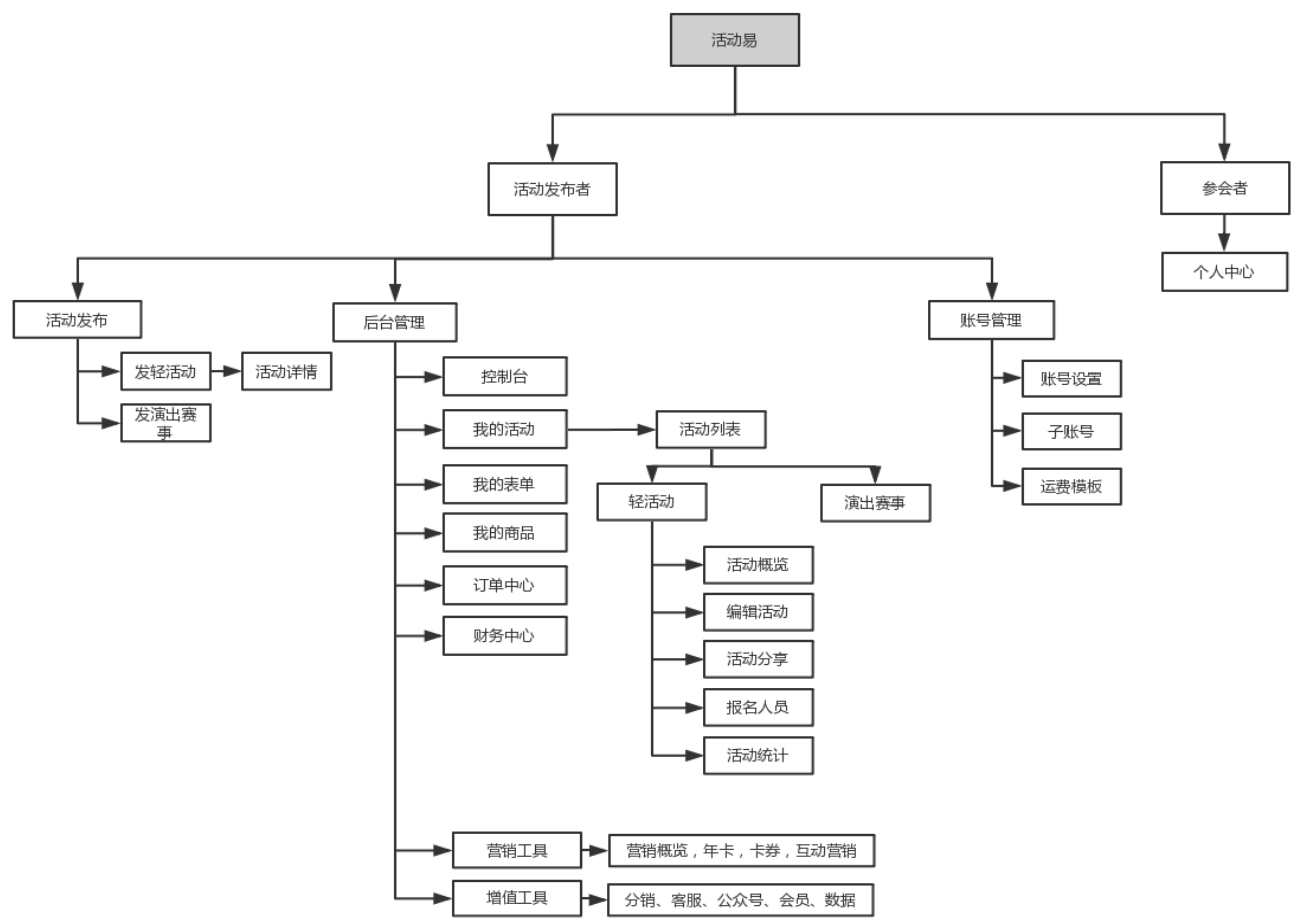 活动易
活动发布者
参会者
个人中心
活动发布
后台管理
账号管理
发轻活动
活动详情
发演出赛
事
控制台
我的活动
活动列表
我的表单
我的商品
订单中心
财务中心
轻活动
演出赛事
活动概览
编辑活动
活动分享
报名人员
活动统计
账号设置
子账号
运费模板
营销工具
营销概览，年卡，卡券，互动营销
增值工具
分销、客服、公众号、会员、数据